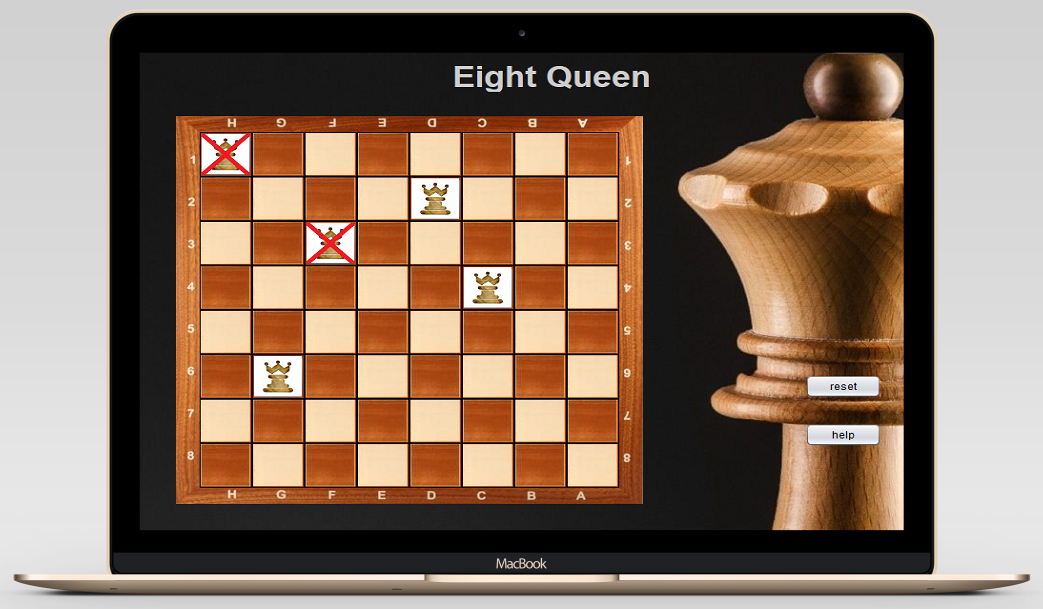 Eight Queen
H G F E D C B A
1 1
2 2
3 3
4 4
5 5
6 6
7 7
8 8
H G F E D C B A
reset
help
MacBook